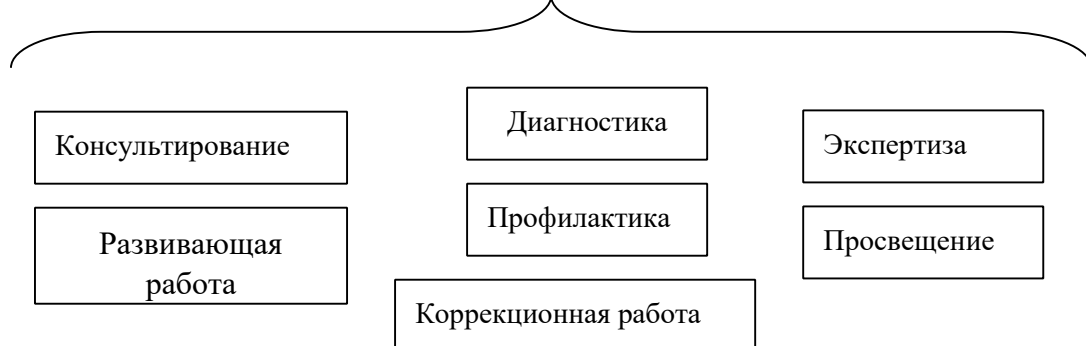 Консультирование
Диагностика
Экспертиза
Развивающая
работа
Профилактика
Просвещение
Коррекционная работа